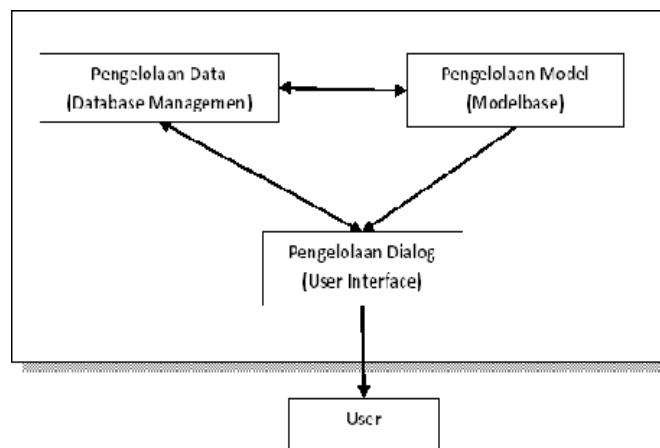 Pengelolaan Data
(Database Managemen)
Pengelolaan Model
(Modelbase)
Pengelolaan Dialog
(User Interface)
User